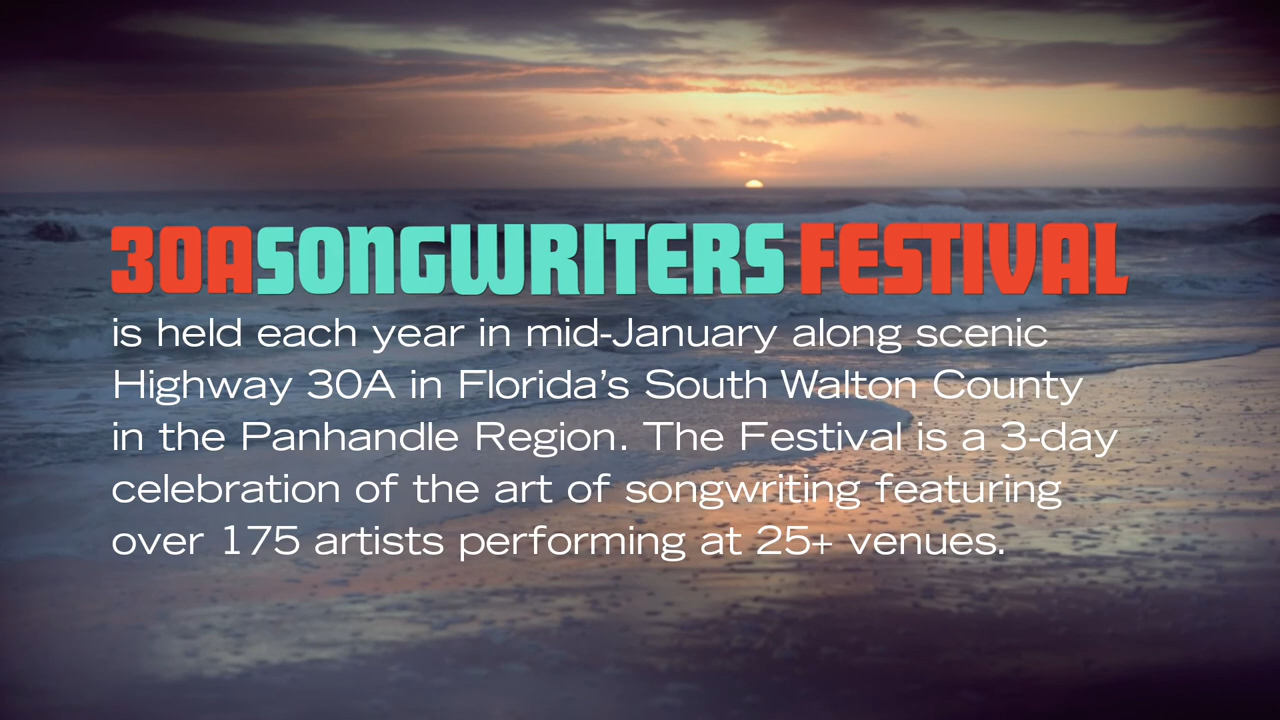 30ASONGWRITERS FESTIVAL
is held each year in mid-January along scenic
Highway 30A in Florida’s South Walton County
in the Panhandle Region. The Festival is a 3-day
celebration of the art of songwriting featuring
over 175 artists performing at 25+ venues.